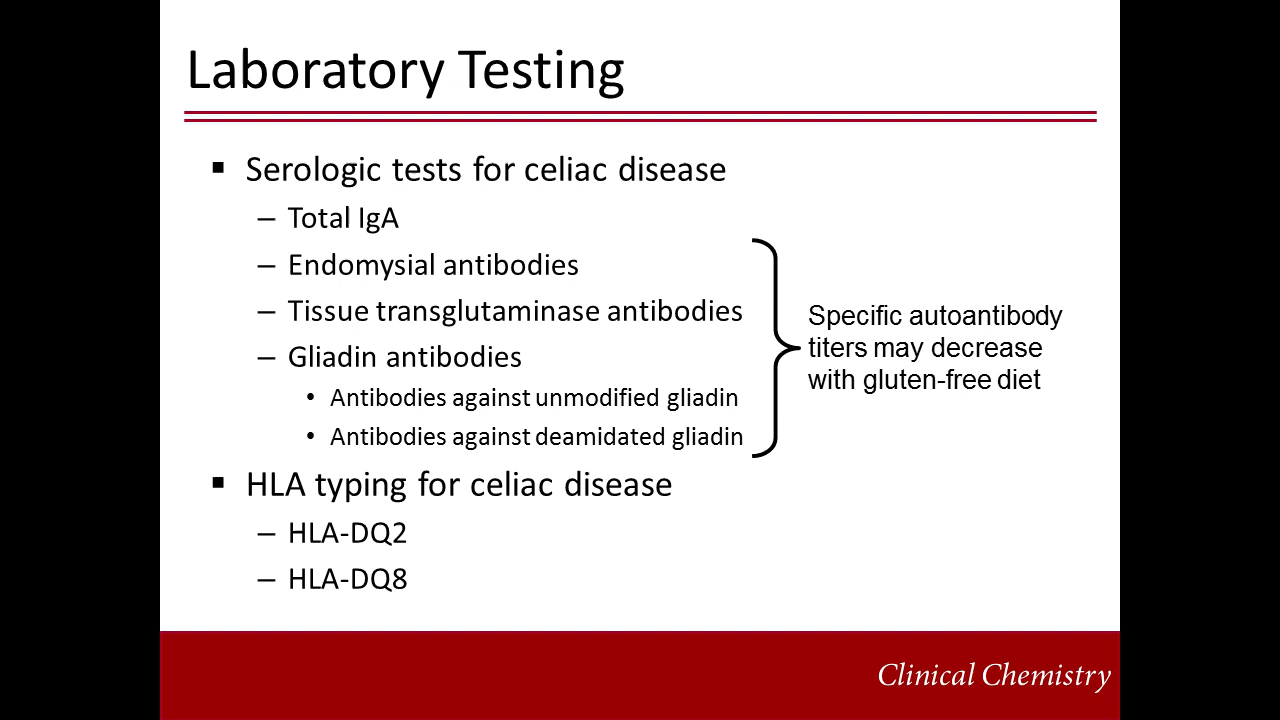 Laboratory Testing
▪ Serologic tests for celiac disease
– Total IgA
– Endomysial antibodies
– Tissue transglutaminase antibodies
– Gliadin antibodies
• Antibodies against unmodified gliadin
• Antibodies against deamidated gliadin
Specific autoantibody
titers may decrease
with gluten-free diet
▪ HLA typing for celiac disease
– HLA-DQ2
– HLA-DQ8
Clinical Chemistry